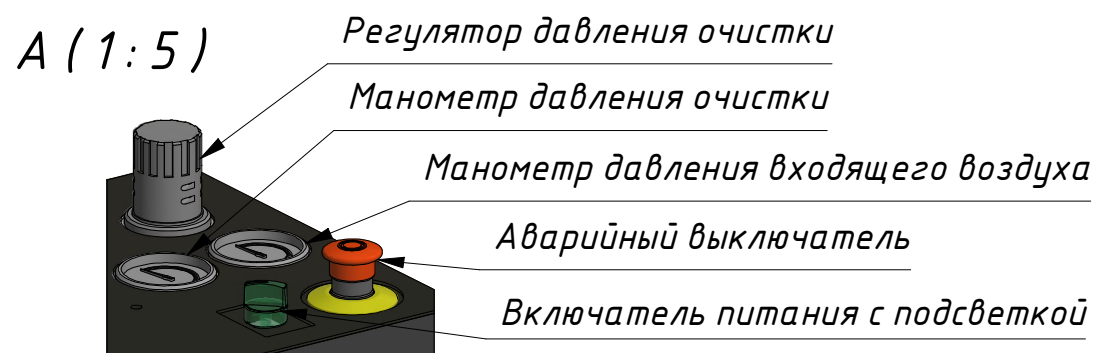 А ( 1 : 5 )
Регулятор давления очистки
Манометр давления очистки
Манометр давления входящего воздуха
Аварийный выключатель
Включатель питания с подсветкой